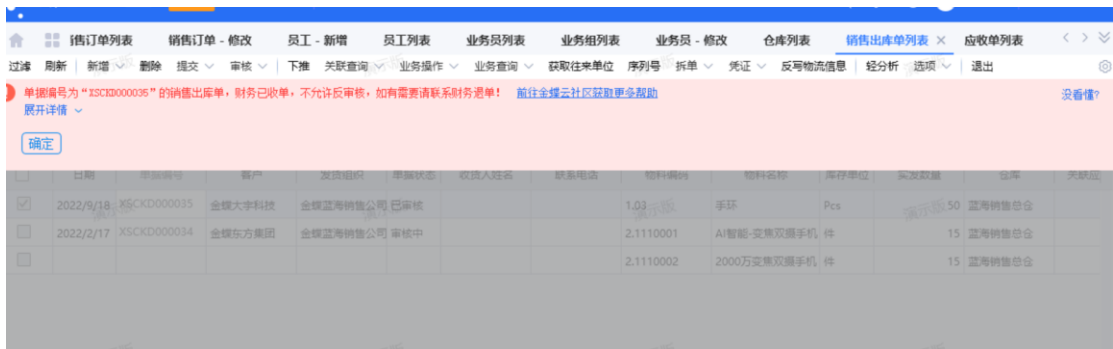 售订单列表 销售订单 - 修改 员工 - 新增 员工列表 业务员列表 业务组列表 业务员 - 修改 仓库列表 销售出库单列表 × 应收单列表
过滤 刷新 新增 删除 提交 审核 下推 关联查询 业务操作 业务查询 获取往来单位 序列号 拆单 凭证 反写物流信息 轻分析 选项 退出
单据编号为“XSCKD000035”的销售出库单，财务已收单，不允许反审核，如有需要请联系财务退单！ 前往金蝶云社区获取更多帮助 没看懂?
展开详情
确定
日期 单据编号 客户 发货组织 单据状态 收货人姓名 联系电话 物料编码 物料名称 库存单位 实发数量 仓库 关联应
2022/9/18 XSCKD000035 金蝶大字科技 金蝶蓝海销售公司 已审核 1.03 手环 Pcs 50 蓝海销售总仓
2022/2/17 XSCKD000034 金蝶东方集团 金蝶蓝海销售公司 审核中 2.1110001 AI智能-变焦双摄手机 件 15 蓝海销售总仓
2.1110002 2000万变焦双摄手机 件 15 蓝海销售总仓